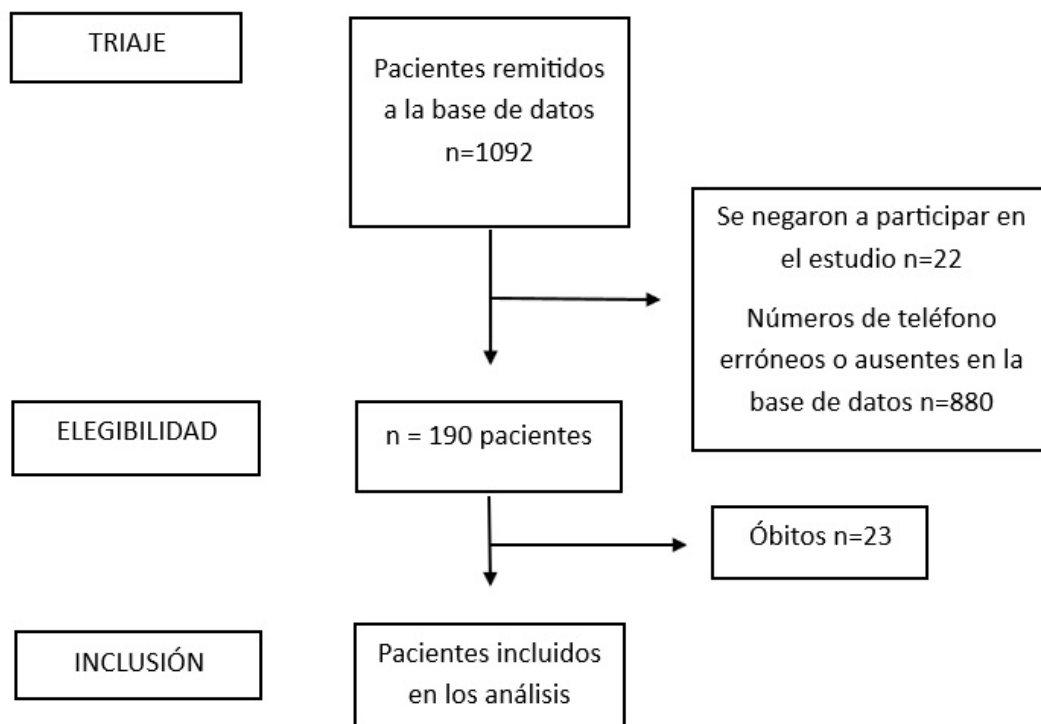 TRIAJE
Pacientes remitidos
a la base de datos
n=1092
Se negaron a participar en
el estudio n=22
Números de teléfono
erróneos o ausentes en la
base de datos n=880
ELEGIBILIDAD
n = 190 pacientes
Óbitos n=23
INCLUSIÓN
Pacientes incluidos
en los análisis